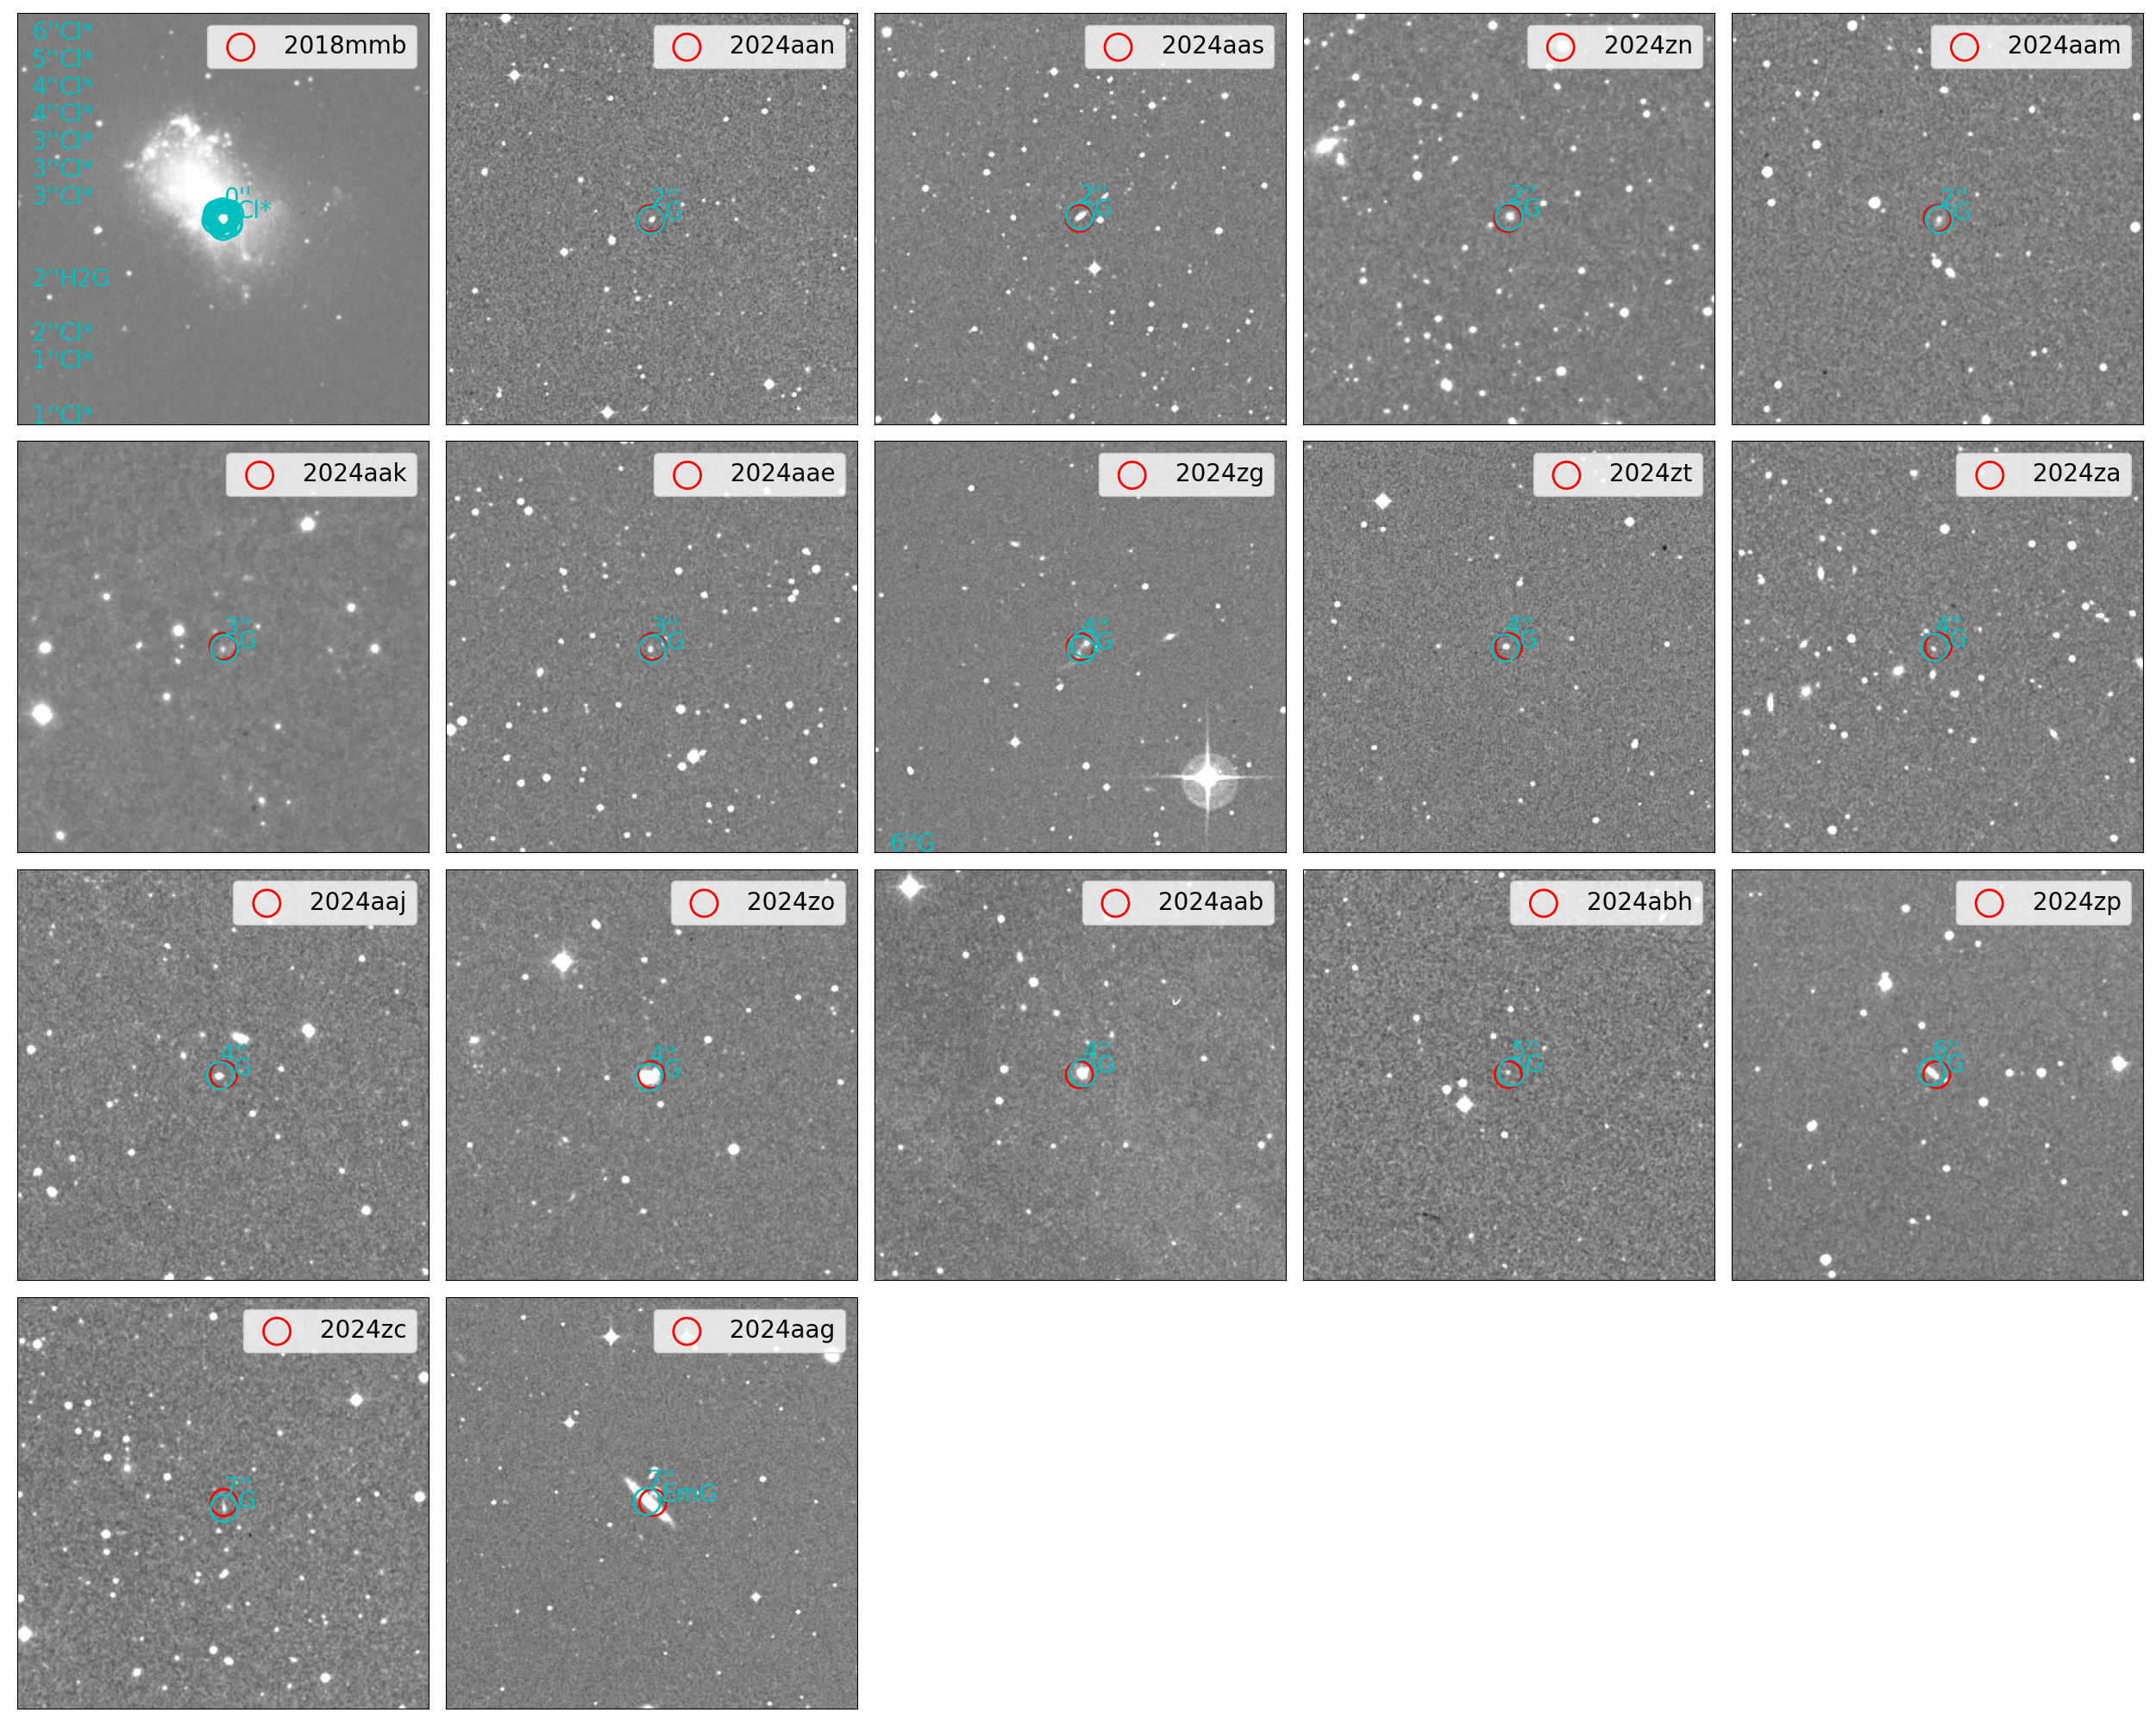 6''Cl*
2018mmb
5''Cl*
4''Cl*
4''Cl*
3''Cl*
3''Cl*
3''Cl*
0''
Cl*
2''H2G
2''Cl*
1''Cl*
1''Cl*
2024aan
2''
G
2024aas
2''
G
2024zn
2''
G
2024aam
2''
G
2024aak
3''
G
2024aae
3''
G
2024zg
4''
G
6''G
2024zt
4''
G
2024za
4''
G
2024aaj
4''
G
2024zo
4''
G
2024aab
4''
G
2024abh
5''
G
2024zp
6''
G
2024zc
7''
G
2024aag
7''
EmG